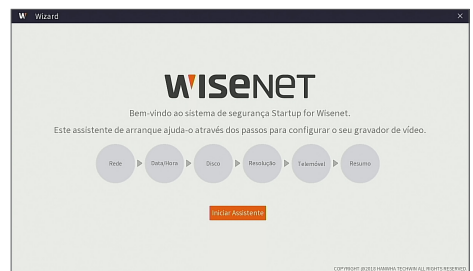 W Wizard ×
WISENET
Bem-vindo ao sistema de segurança Startup for Wisenet.
Este assistente de arranque ajuda-o através dos passos para configurar o seu gravador de vídeo.
Rede Data/Hora Disco Resolução Telemóvel Resumo
Iniciar Assistente
COPYRIGHT @2018 HANWHA TECHWIN ALL RIGHTS RESERVED.